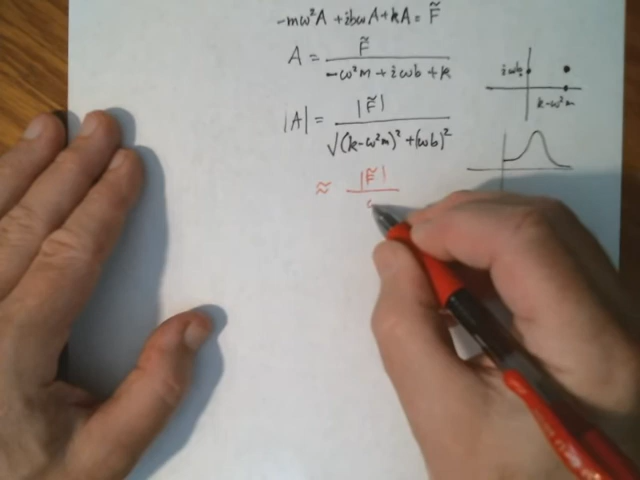 -mω²A + ibωA + kA = F̃
A = F̃ / (-ω²m + iωb + k)
|A| = |F̃| / √((k-ω²m)² + (ωb)²)
≈ |F̃|
iωb
k-ω²m